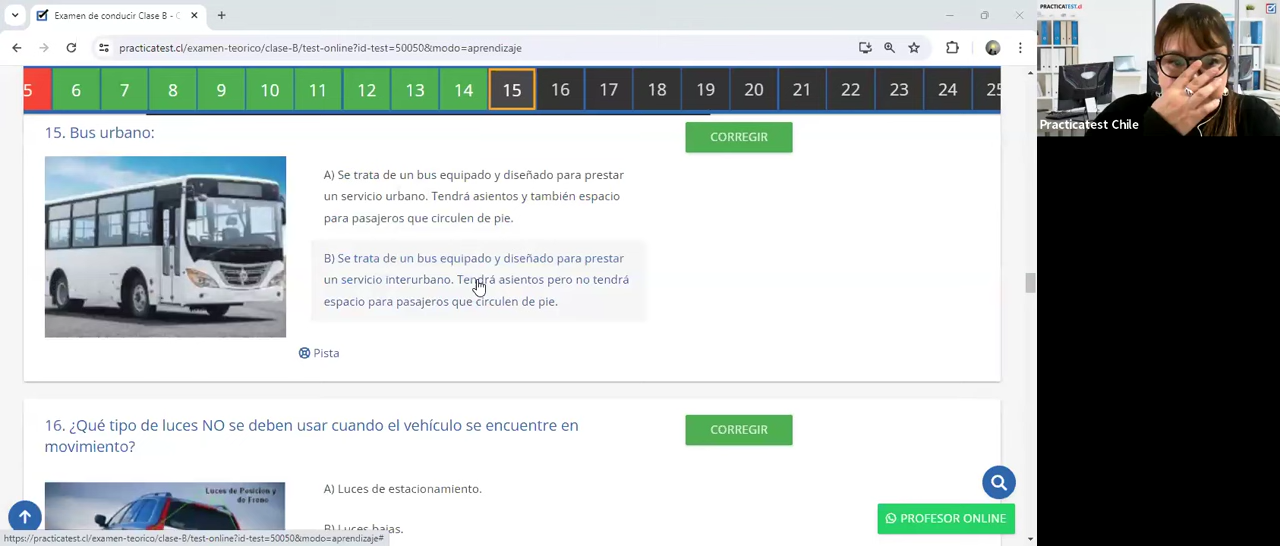 Examen de conducir Clase B - C
practicatest.cl/examen-teorico/clase-B/test-online?id-test=50050&modo=aprendizaje
PRACTICATEST.cl
Practicatest Chile
5 6 7 8 9 10 11 12 13 14 15 16 17 18 19 20 21 22 23 24 25
15. Bus urbano:
CORREGIR
A) Se trata de un bus equipado y diseñado para prestar
un servicio urbano. Tendrá asientos y también espacio
para pasajeros que circulen de pie.
B) Se trata de un bus equipado y diseñado para prestar
un servicio interurbano. Tendrá asientos pero no tendrá
espacio para pasajeros que circulen de pie.
Pista
16. ¿Qué tipo de luces NO se deben usar cuando el vehículo se encuentre en
movimiento?
CORREGIR
Luces de Posicion y
de Freno
A) Luces de estacionamiento.
B) Luces bajas.
PROFESOR ONLINE
https://practicatest.cl/examen-teorico/clase-B/test-online?id-test=50050&modo=aprendizaje#